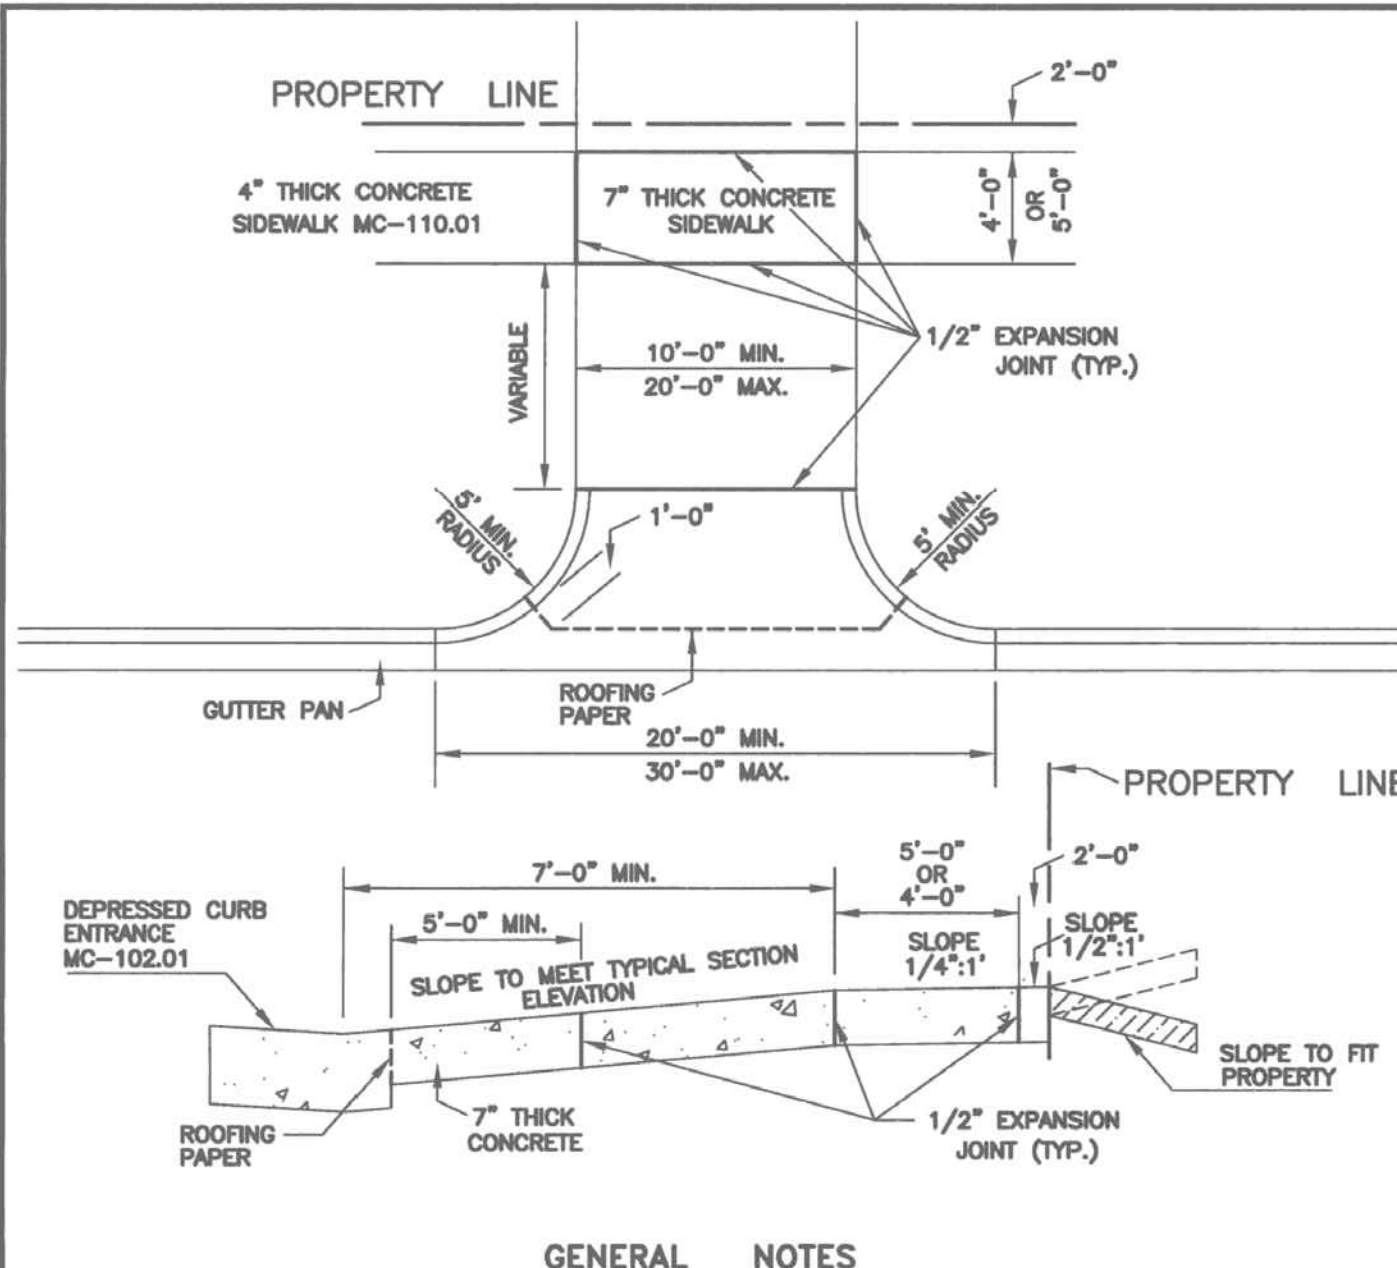 PROPERTY LINE
2'-0"
4" THICK CONCRETE
SIDEWALK MC-110.01
7" THICK CONCRETE
SIDEWALK
4'-0"
OR
5'-0"
VARIABLE
10'-0" MIN.
20'-0" MAX.
1/2" EXPANSION
JOINT (TYP.)
5' MIN.
RADIUS
1'-0"
5' MIN.
RADIUS
GUTTER PAN
ROOFING
PAPER
20'-0" MIN.
30'-0" MAX.
PROPERTY LINE
7'-0" MIN.
5'-0"
OR
4'-0"
2'-0"
DEPRESSED CURB
ENTRANCE
MC-102.01
5'-0" MIN.
SLOPE TO MEET TYPICAL SECTION
ELEVATION
SLOPE
1/4":1'
SLOPE
1/2":1'
ROOFING
PAPER
7" THICK
CONCRETE
1/2" EXPANSION
JOINT (TYP.)
SLOPE TO FIT
PROPERTY
GENERAL NOTES